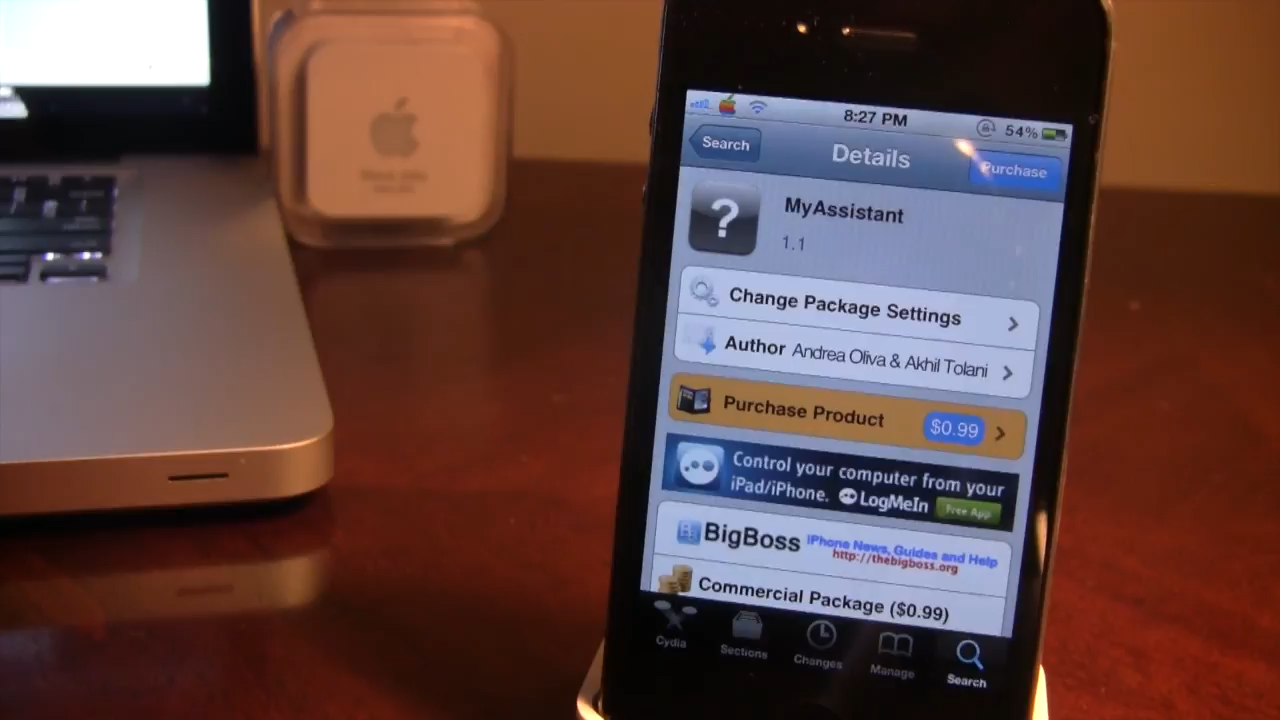 8:27 PM
54%
Search
Details
Purchase
?
MyAssistant
1.1
Change Package Settings
Author Andrea Oliva & Akhil Tolani
Purchase Product
$0.99
Control your computer from your
iPad/iPhone. LogMeIn
Free App
BigBoss
iPhone News, Guides and Help
http://thebigboss.org
Commercial Package ($0.99)
Cydia
Sections
Changes
Manage
Search